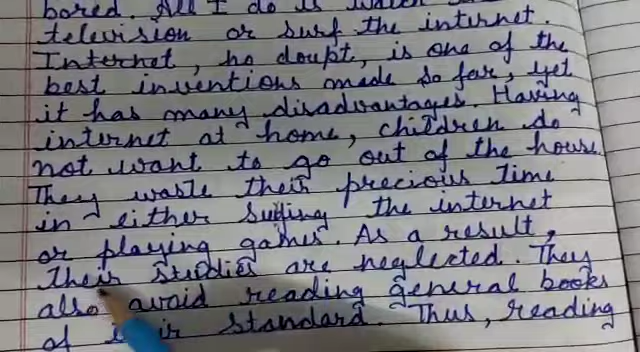 bored. All I do is watch
television or surf the internet.
Internet, no doubt, is one of the
best inventions made so far, yet
it has many disadvantages. Having
internet at home, children do
not want to go out of the house
They waste their precious time
in either the internet
or playing games. As a result,
their studies are neglected. They
also avoid reading general books
of standard. Thus, reading